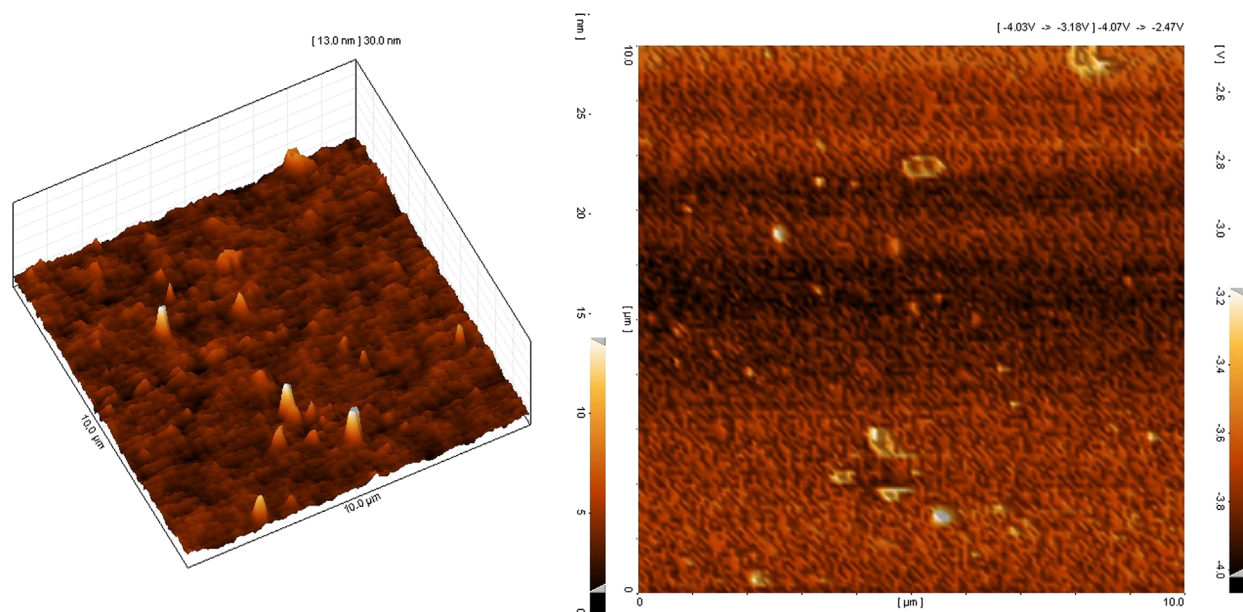 [ 13.0 nm ] 30.0 nm
[ nm ]
25
20
15
10
5
0
10.0 µm
10.0 µm
[ -4.03V -> -3.18V ] -4.07V -> -2.47V
10.0
[ µm ]
0
0
[ µm ]
10.0
[ V ]
-2.6
-2.8
-3.0
-3.2
-3.4
-3.6
-3.8
-4.0